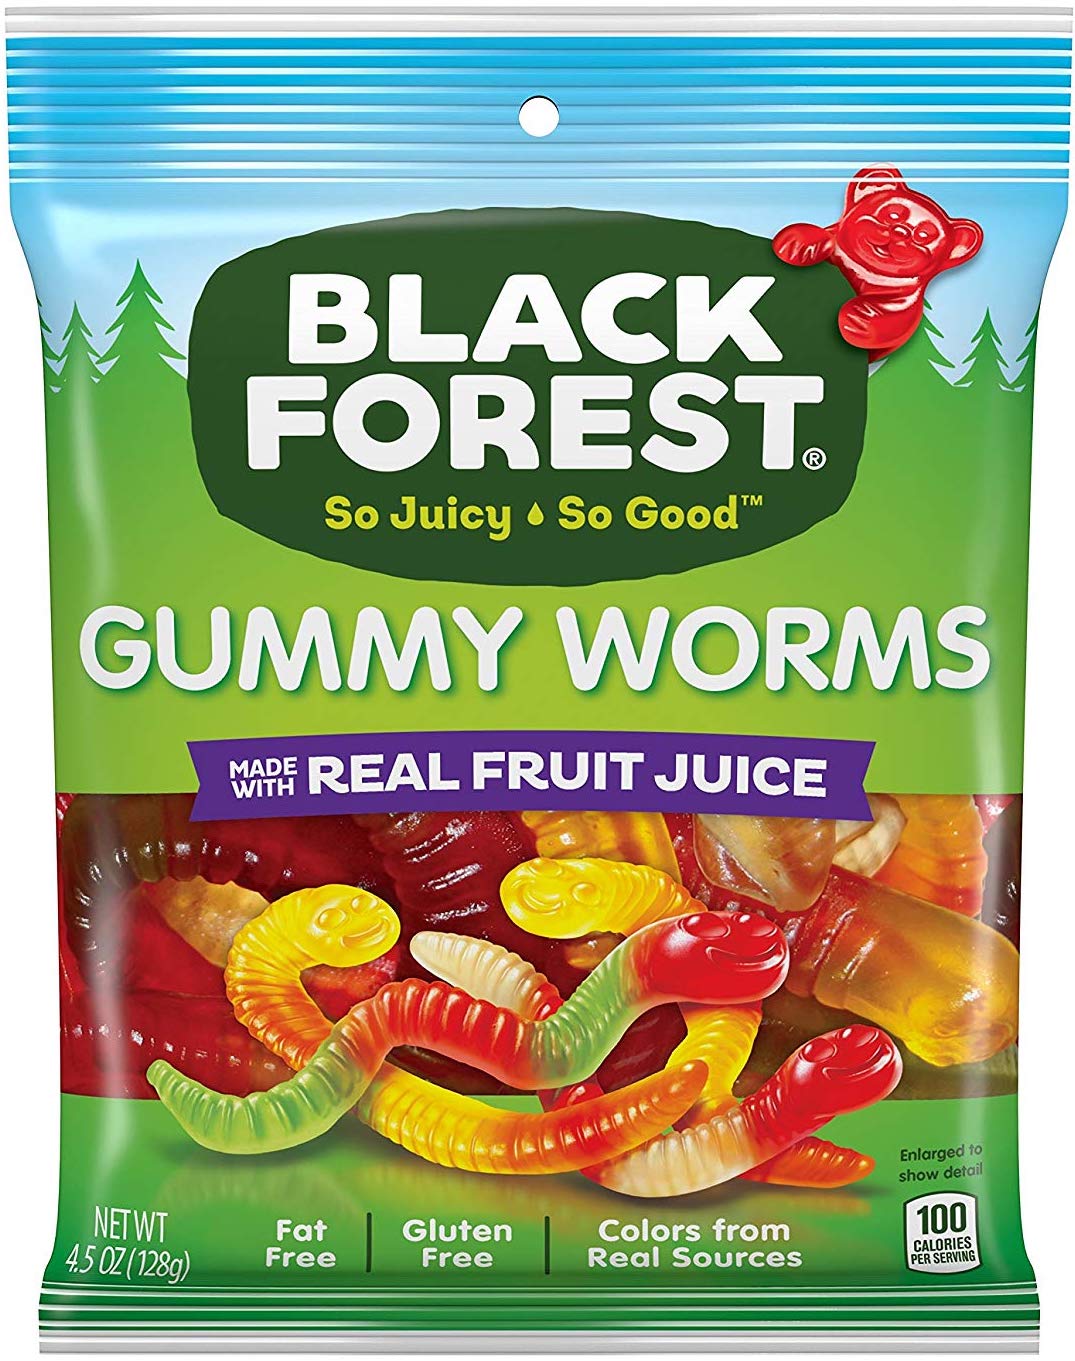 BLACK
FOREST®
So Juicy So Good™
GUMMY WORMS
MADE WITH REAL FRUIT JUICE
Enlarged to
show detail
NET WT
4.5 OZ (128g)
Fat
Free
Gluten
Free
Colors from
Real Sources
100
CALORIES
PER SERVING